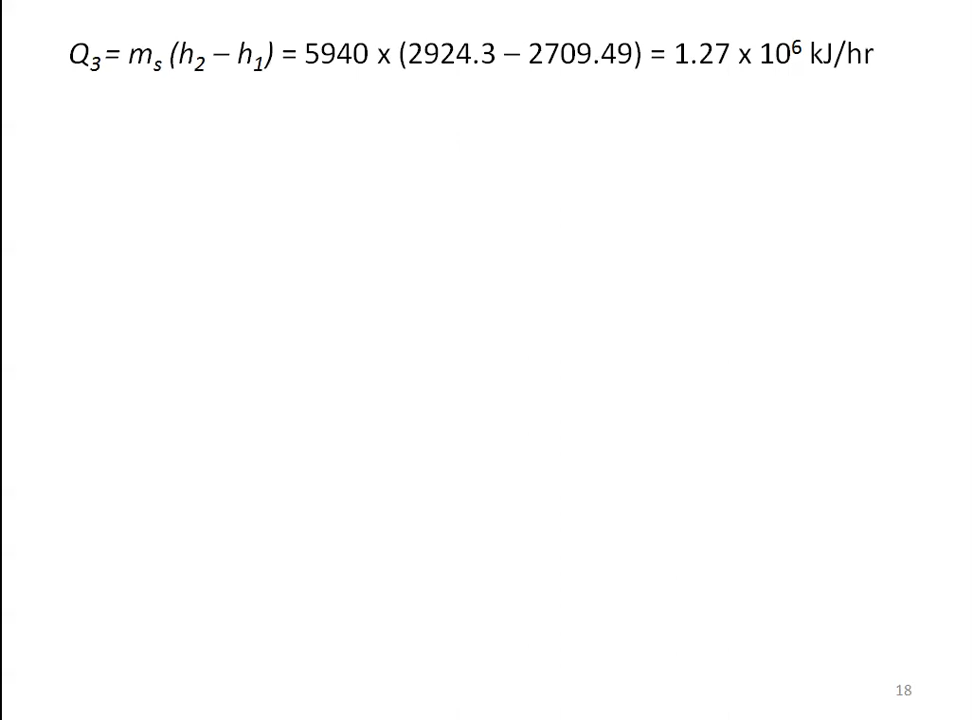 Q₃ = mₛ (h₂ – h₁) = 5940 x (2924.3 – 2709.49) = 1.27 x 10⁶ kJ/hr
18